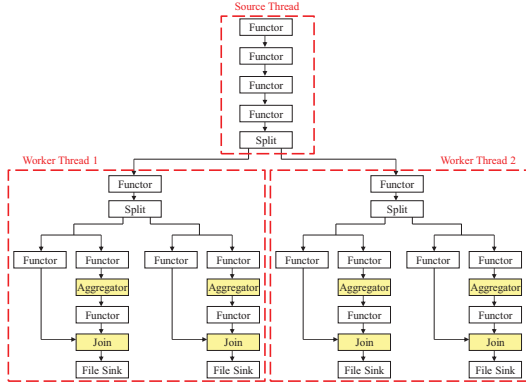 Source Thread
Functor
Functor
Functor
Functor
Split
Worker Thread 1
Worker Thread 2
Functor
Functor
Split
Split
Functor Functor Functor Functor Functor Functor Functor Functor
Aggregator Aggregator Aggregator Aggregator
Functor Functor Functor Functor
Join Join Join Join
File Sink File Sink File Sink File Sink